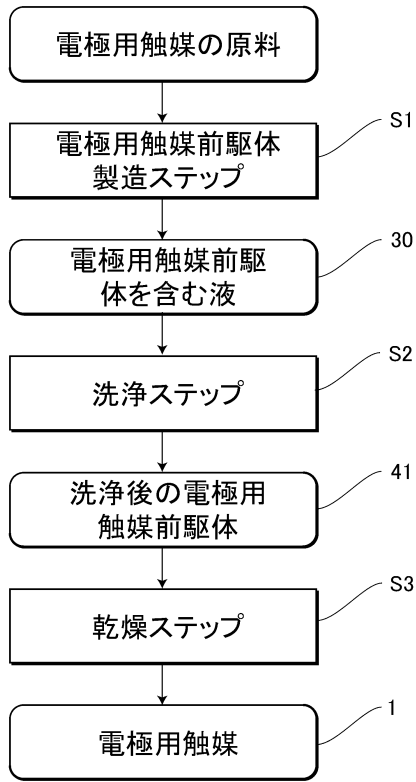 電極用触媒の原料
S1
電極用触媒前駆体
製造ステップ
30
電極用触媒前駆
体を含む液
S2
洗浄ステップ
41
洗浄後の電極用
触媒前駆体
S3
乾燥ステップ
1
電極用触媒